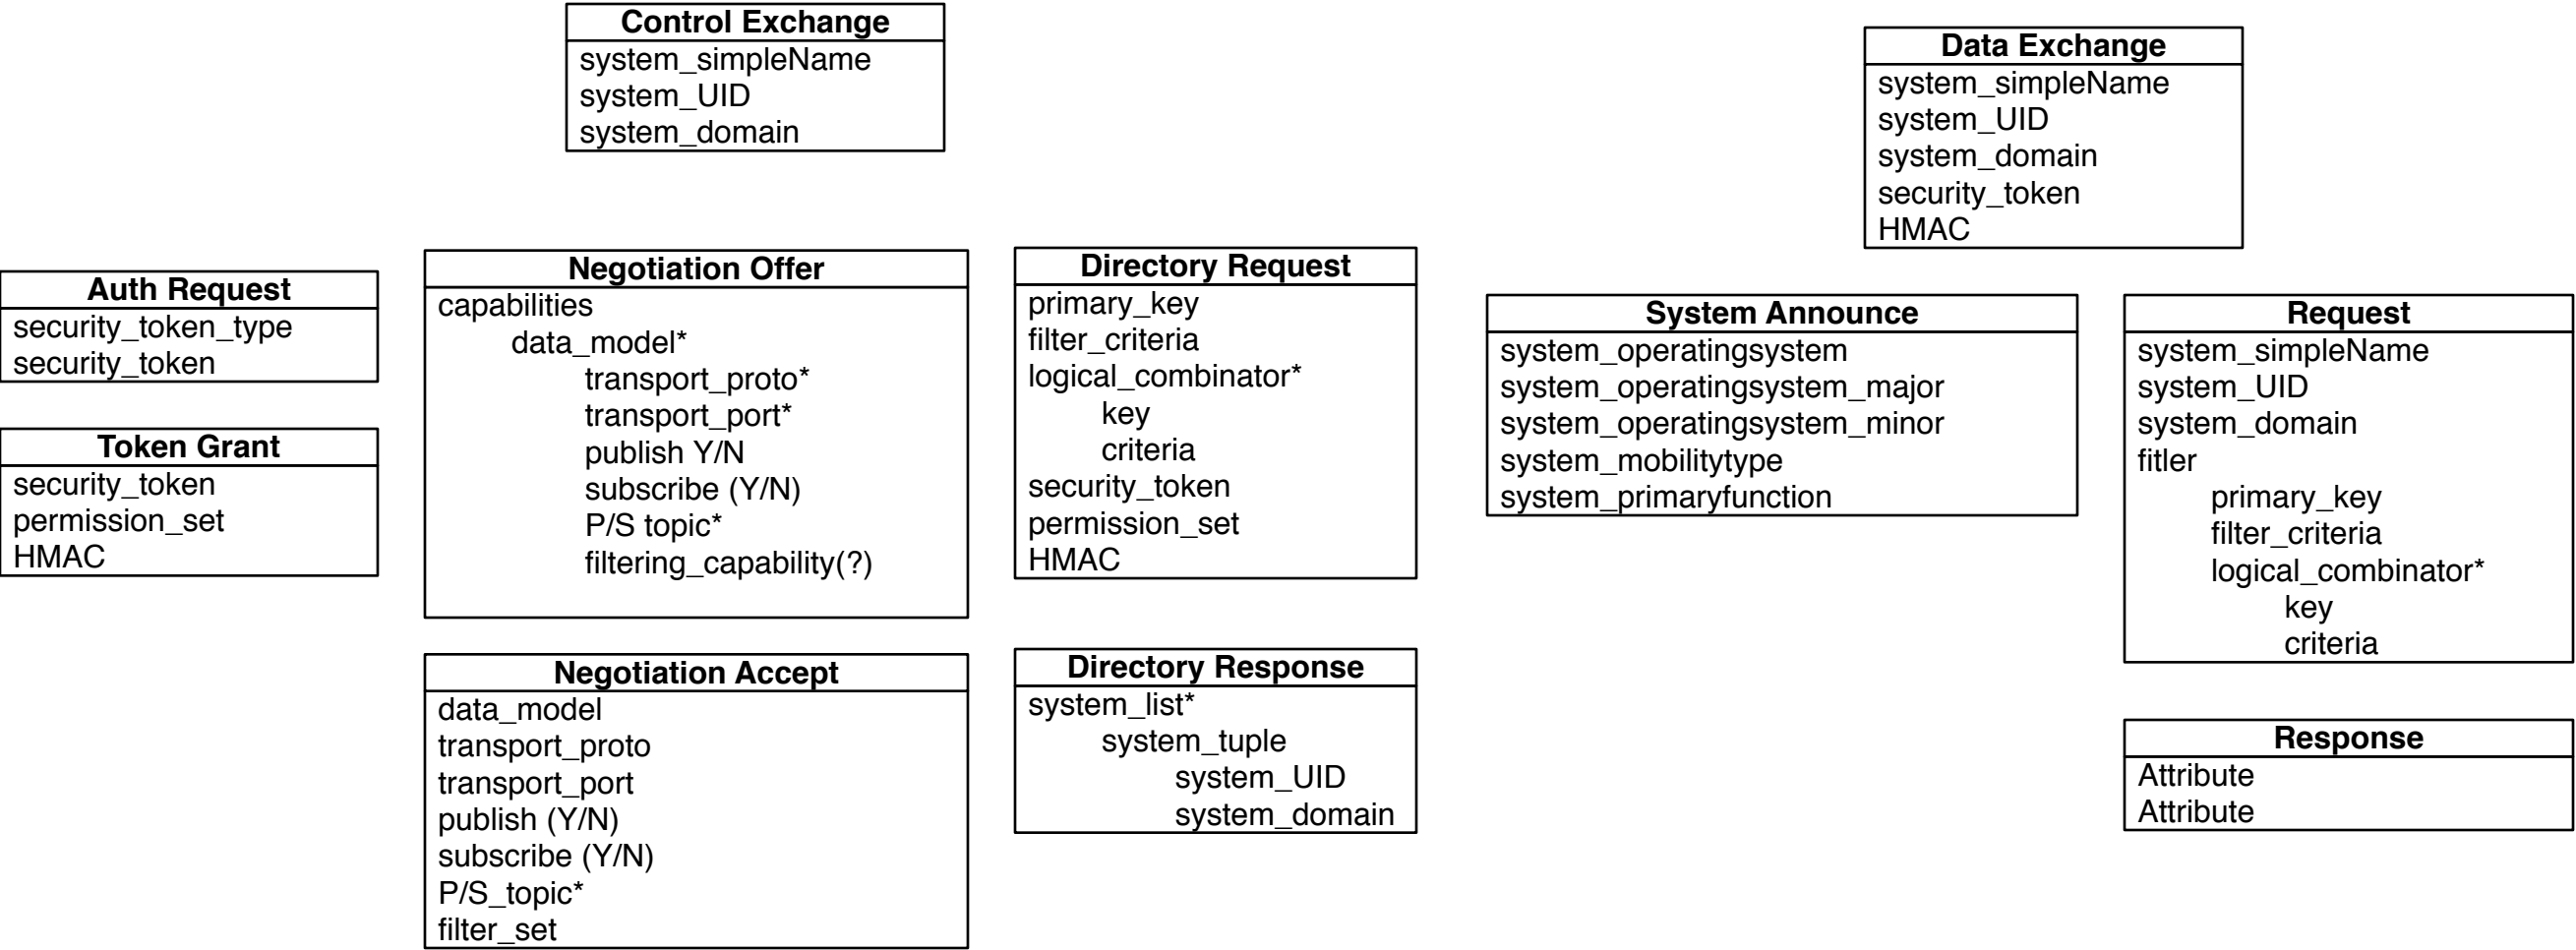 Control Exchange
system_simpleName
system_UID
system_domain
Data Exchange
system_simpleName
system_UID
system_domain
security_token
HMAC
Auth Request
security_token_type
security_token
Token Grant
security_token
permission_set
HMAC
Negotiation Offer
capabilities
data_model*
transport_proto*
transport_port*
publish Y/N
subscribe (Y/N)
P/S topic*
filtering_capability(?)
Negotiation Accept
data_model
transport_proto
transport_port
publish (Y/N)
subscribe (Y/N)
P/S_topic*
filter_set
Directory Request
primary_key
filter_criteria
logical_combinator*
key
criteria
security_token
permission_set
HMAC
Directory Response
system_list*
system_tuple
system_UID
system_domain
System Announce
system_operatingsystem
system_operatingsystem_major
system_operatingsystem_minor
system_mobilitytype
system_primaryfunction
Request
system_simpleName
system_UID
system_domain
fitler
primary_key
filter_criteria
logical_combinator*
key
criteria
Response
Attribute
Attribute